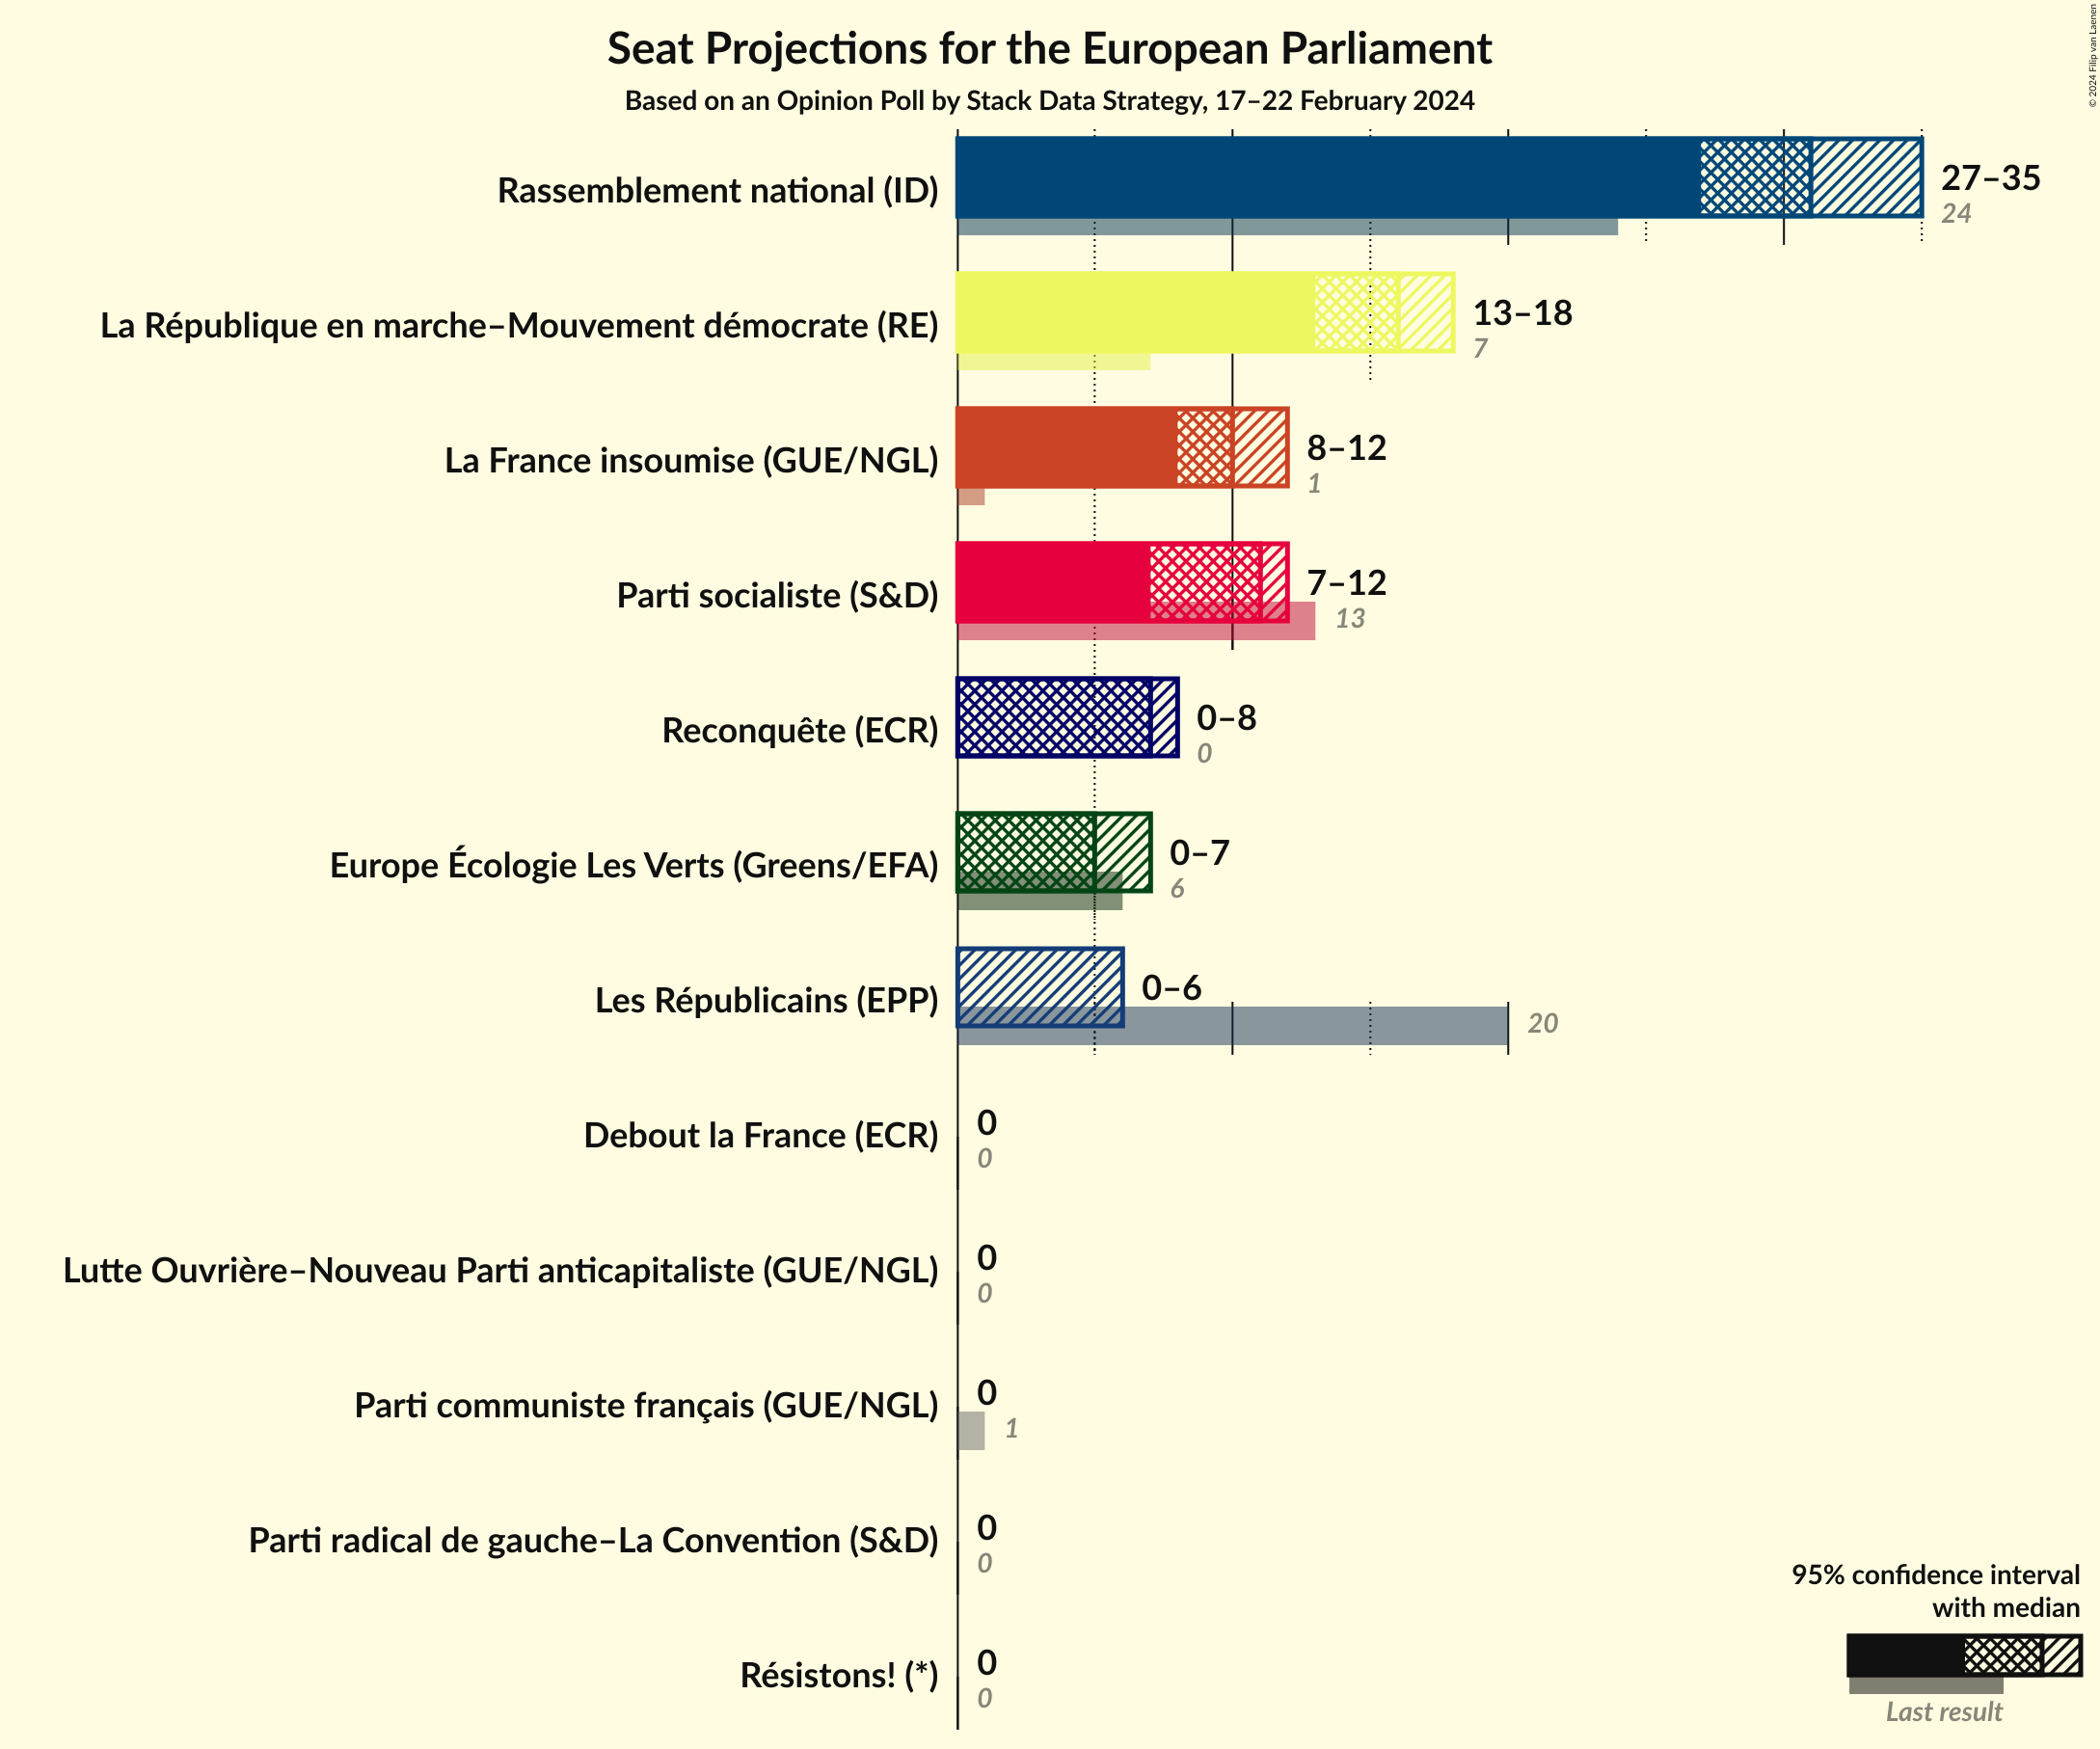 Seat Projections for the European Parliament
Based on an Opinion Poll by Stack Data Strategy, 17–22 February 2024
© 2024 Filip van Laenen
Rassemblement national (ID)
27–35
24
La République en marche–Mouvement démocrate (RE)
13–18
7
La France insoumise (GUE/NGL)
8–12
1
Parti socialiste (S&D)
7–12
13
Reconquête (ECR)
0–8
0
Europe Écologie Les Verts (Greens/EFA)
0–7
6
Les Républicains (EPP)
0–6
20
Debout la France (ECR)
0
0
Lutte Ouvrière–Nouveau Parti anticapitaliste (GUE/NGL)
0
0
Parti communiste français (GUE/NGL)
0
1
Parti radical de gauche–La Convention (S&D)
0
0
Résistons! (*)
0
0
95% confidence interval
with median
Last result